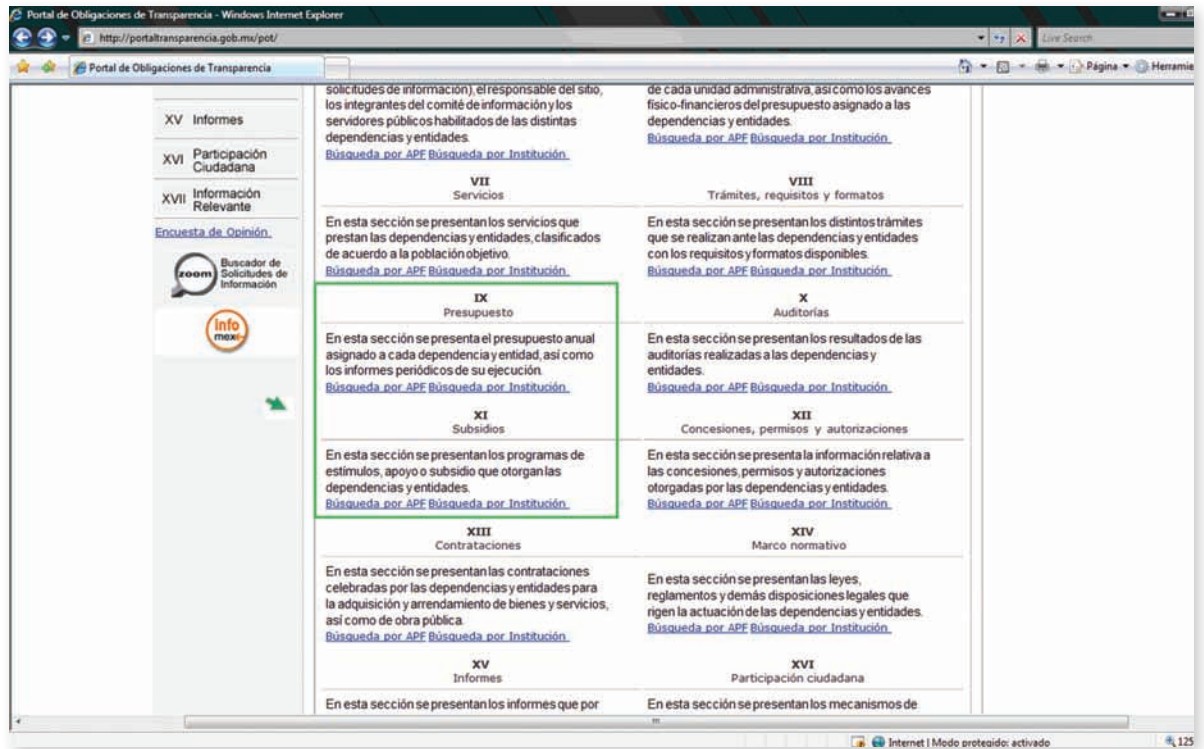 Portal de Obligaciones de Transparencia - Windows Internet Explorer
http://portaltransparencia.gob.mx/pot/
Live Search
Portal de Obligaciones de Transparencia
Página
Herramie
XV Informes
XVI Participación
Ciudadana
XVII Información
Relevante
Encuesta de Opinión
zoom
Buscador de
Solicitudes de
Información
info
mex
solicitudes de información), el responsable del sitio,
los integrantes del comité de información y los
servidores públicos habilitados de las distintas
dependencias y entidades.
Búsqueda por APF Búsqueda por Institución
de cada unidad administrativa, así como los avances
físico-financieros del presupuesto asignado a las
dependencias y entidades.
Búsqueda por APF Búsqueda por Institución
VII
Servicios
En esta sección se presentan los servicios que
prestan las dependencias y entidades, clasificados
de acuerdo a la población objetivo.
Búsqueda por APF Búsqueda por Institución
VIII
Trámites, requisitos y formatos
En esta sección se presentan los distintos trámites
que se realizan ante las dependencias y entidades
con los requisitos y formatos disponibles.
Búsqueda por APF Búsqueda por Institución
IX
Presupuesto
En esta sección se presenta el presupuesto anual
asignado a cada dependencia y entidad, así como
los informes periódicos de su ejecución.
Búsqueda por APF Búsqueda por Institución
X
Auditorías
En esta sección se presentan los resultados de las
auditorías realizadas a las dependencias y
entidades.
Búsqueda por APF Búsqueda por Institución
XI
Subsidios
En esta sección se presentan los programas de
estímulos, apoyo o subsidio que otorgan las
dependencias y entidades.
Búsqueda por APF Búsqueda por Institución
XII
Concesiones, permisos y autorizaciones
En esta sección se presenta la información relativa a
las concesiones, permisos y autorizaciones
otorgadas por las dependencias y entidades.
Búsqueda por APF Búsqueda por Institución
XIII
Contrataciones
En esta sección se presentan las contrataciones
celebradas por las dependencias y entidades para
la adquisición y arrendamiento de bienes y servicios,
así como de obra pública.
Búsqueda por APF Búsqueda por Institución
XIV
Marco normativo
En esta sección se presentan las leyes,
reglamentos y demás disposiciones legales que
rigen la actuación de las dependencias y entidades.
Búsqueda por APF Búsqueda por Institución
XV
Informes
En esta sección se presentan los informes que por
XVI
Participación ciudadana
En esta sección se presentan los mecanismos de
Internet | Modo protegido: activado
125